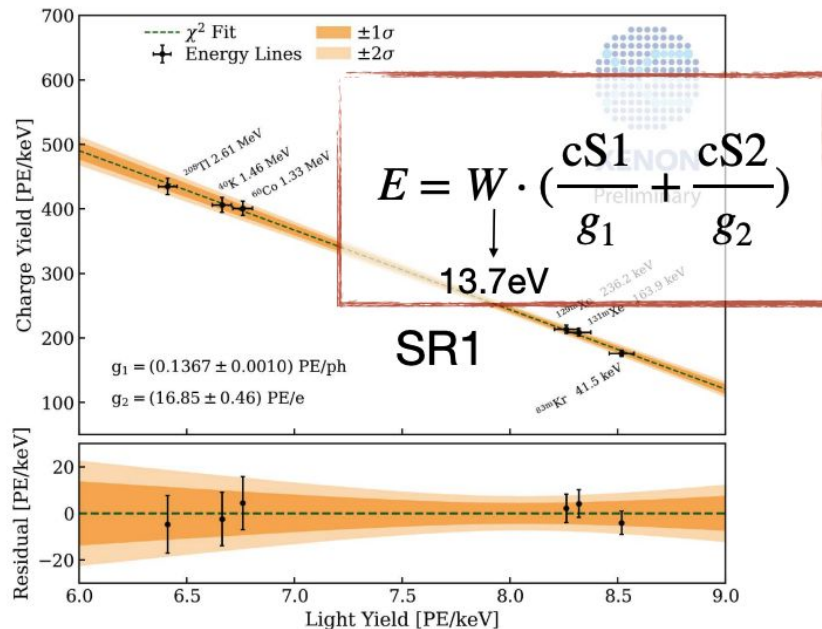 700
600
500
400
300
200
100
Charge Yield [PE/keV]
χ² Fit
Energy Lines
±1σ
±2σ
²⁰⁸Tl 2.61 MeV
⁴⁰K 1.46 MeV
⁶⁰Co 1.33 MeV
XENON
Preliminary
E = W · (cS1/g₁ + cS2/g₂)
13.7eV
¹²⁹ᵐXe 236.2 keV
¹³¹ᵐXe 163.9 keV
SR1
⁸³ᵐKr 41.5 keV
g₁ = (0.1367 ± 0.0010) PE/ph
g₂ = (16.85 ± 0.46) PE/e
20
0
−20
Residual [PE/keV]
6.0 6.5 7.0 7.5 8.0 8.5 9.0
Light Yield [PE/keV]